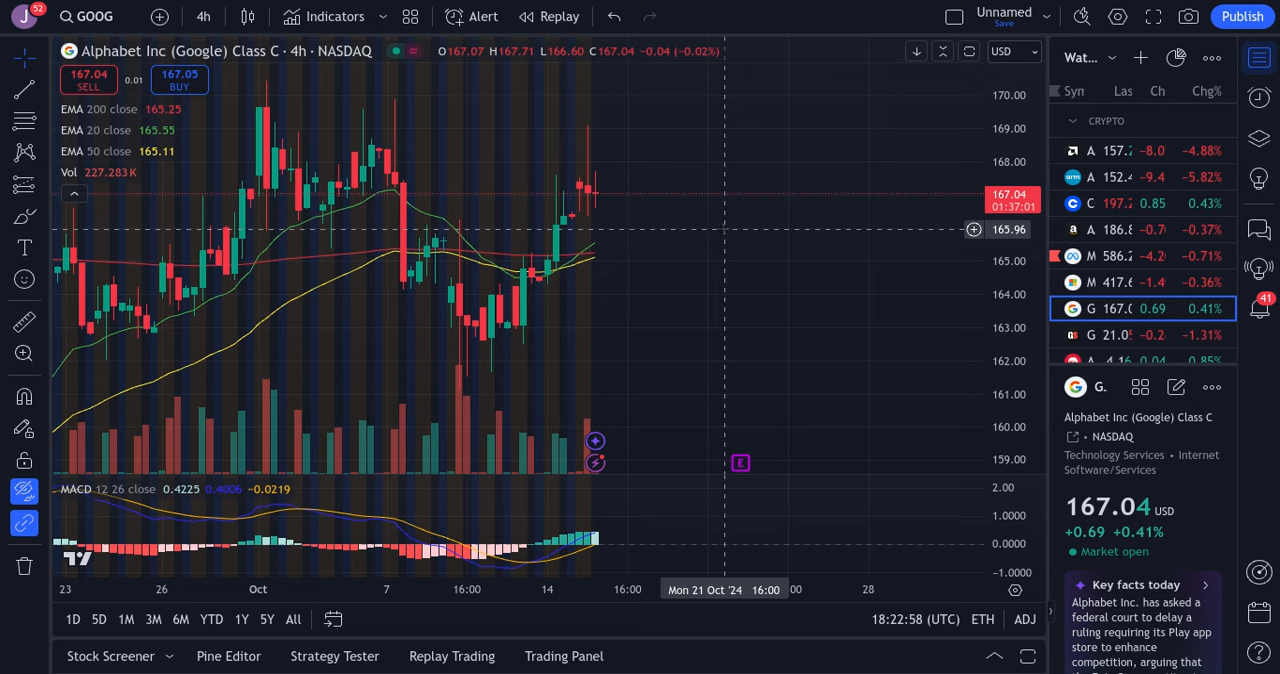 J 52 GOOG 4h Indicators Alert Replay Unnamed Save Publish
Alphabet Inc (Google) Class C · 4h · NASDAQ O167.07 H167.71 L166.60 C167.04 −0.04 (−0.02%) USD
167.04 SELL 0.01 167.05 BUY
EMA 200 close 165.25
EMA 20 close 165.55
EMA 50 close 165.11
Vol 227.283K
170.00
169.00
168.00
167.04
01:37:01
165.96
165.00
164.00
163.00
162.00
161.00
160.00
159.00
E
MACD 12 26 close 0.4225 0.4006 −0.0219
2.00
1.0000
0.0000
−1.0000
23 26 Oct 7 16:00 14 16:00 Mon 21 Oct '24 16:00 :00 28
1D 5D 1M 3M 6M YTD 1Y 5Y All 18:22:58 (UTC) ETH ADJ
Stock Screener Pine Editor Strategy Tester Replay Trading Trading Panel
Wat...
Syn Las Ch Chg%
CRYPTO
A 157.2 −8.0 −4.88%
arm A 152.4 −9.4 −5.82%
C 197.2 0.85 0.43%
A 186.8 −0.7 −0.37%
M 586.2 −4.2 −0.71%
M 417.6 −1.4 −0.36%
G 167.0 0.69 0.41%
G 21.0 −0.2 −1.31%
A 4.16 0.04 0.85%
G.
Alphabet Inc (Google) Class C
NASDAQ
Technology Services • Internet
Software/Services
167.04 USD
+0.69 +0.41%
Market open
Key facts today
Alphabet Inc. has asked a
federal court to delay a
ruling requiring its Play app
store to enhance
competition, arguing that
41